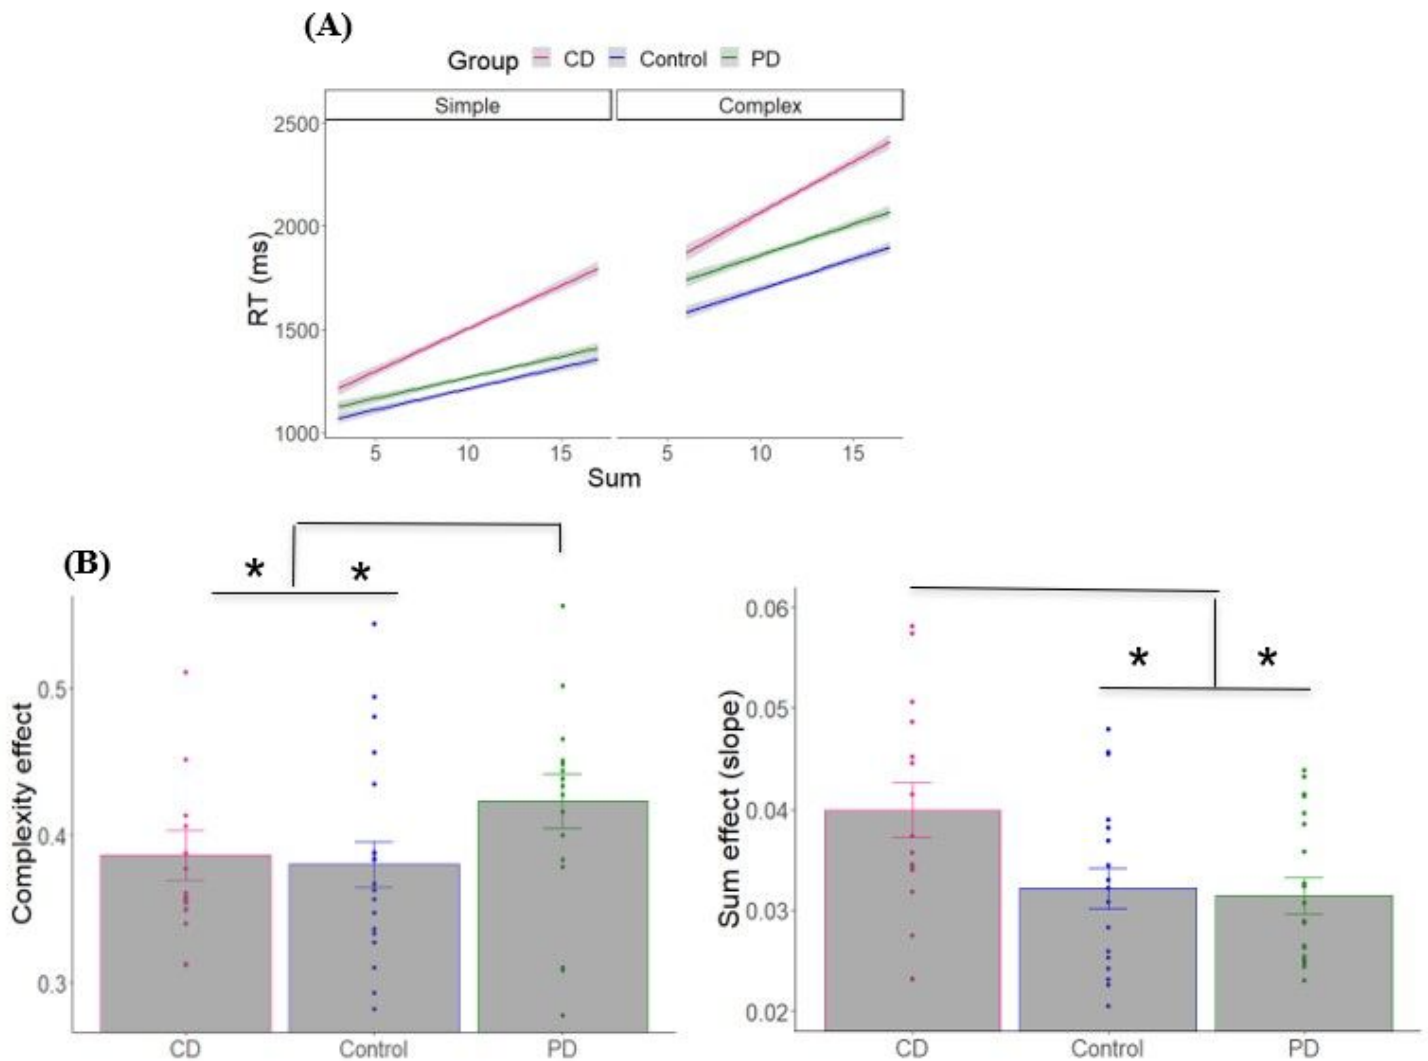 (A)
Group CD Control PD
Simple Complex
2500
2000
1500
1000
RT (ms)
5 10 15 5 10 15
Sum
(B)
* *
Complexity effect
0.5
0.4
0.3
CD Control PD
* *
Sum effect (slope)
0.06
0.05
0.04
0.03
0.02
CD Control PD